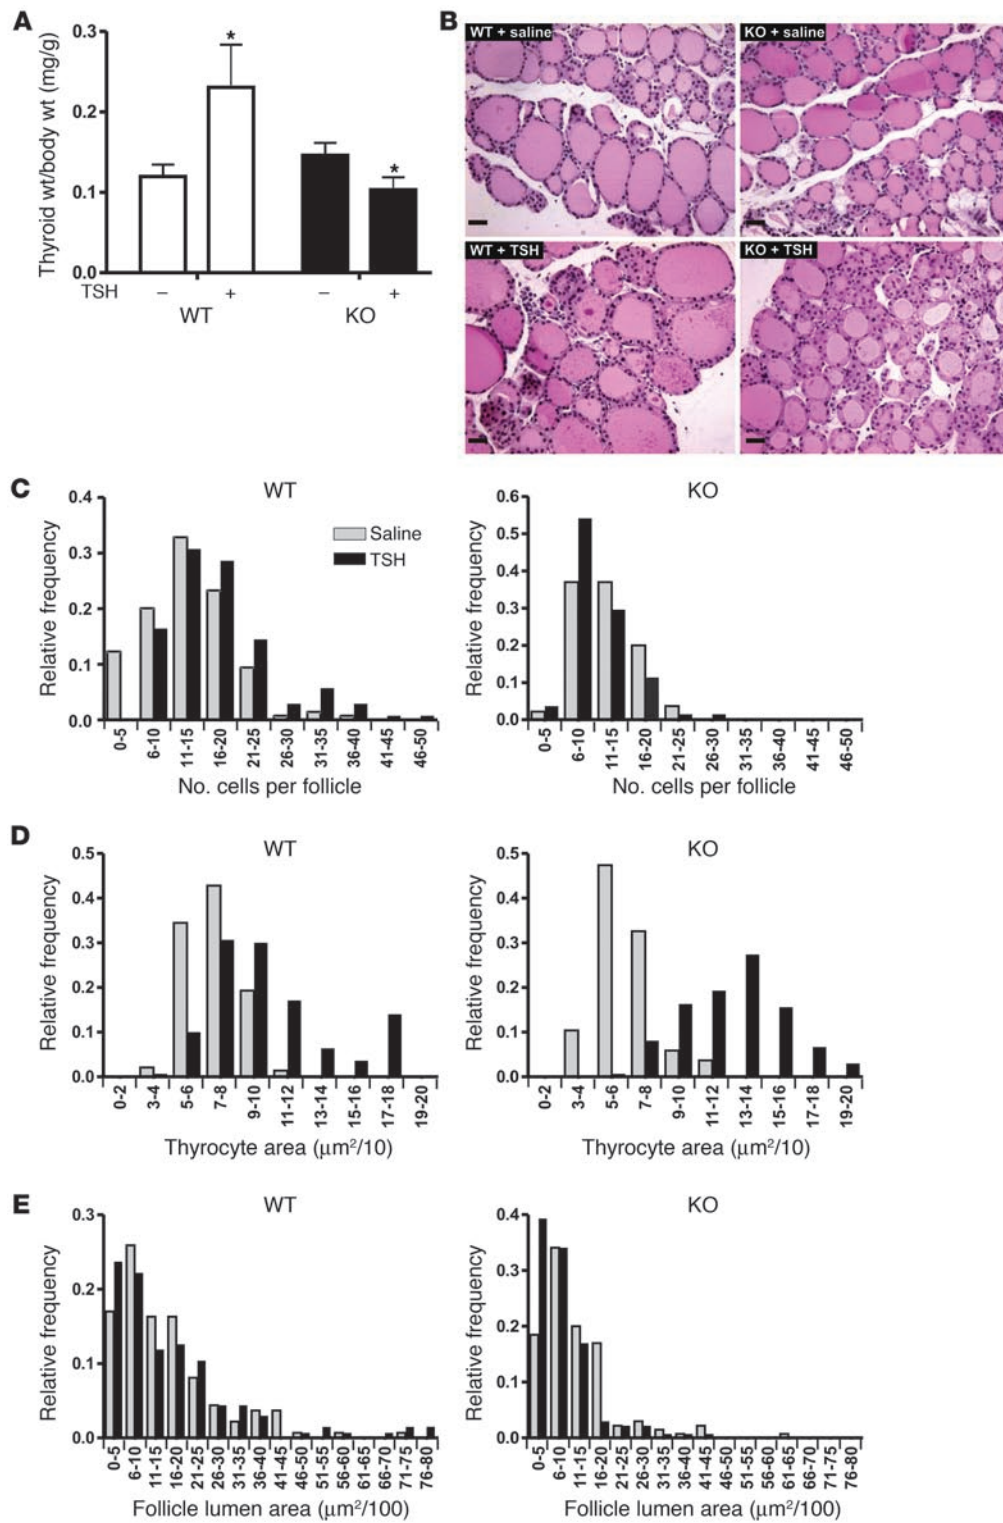 A
Thyroid wt/body wt (mg/g)
0.3
0.2
0.1
0.0
TSH – + – +
WT KO
B
WT + saline
KO + saline
WT + TSH
KO + TSH
C
WT
Relative frequency
0.4
0.3
0.2
0.1
0.0
* *
Saline
TSH
0-5 6-10 11-15 16-20 21-25 26-30 31-35 36-40 41-45 46-50
No. cells per follicle
KO
Relative frequency
0.6
0.5
0.4
0.3
0.2
0.1
0.0
0-5 6-10 11-15 16-20 21-25 26-30 31-35 36-40 41-45 46-50
No. cells per follicle
D
WT
Relative frequency
0.5
0.4
0.3
0.2
0.1
0.0
0-2 3-4 5-6 7-8 9-10 11-12 13-14 15-16 17-18 19-20
Thyrocyte area (μm²/10)
KO
Relative frequency
0.5
0.4
0.3
0.2
0.1
0.0
0-2 3-4 5-6 7-8 9-10 11-12 13-14 15-16 17-18 19-20
Thyrocyte area (μm²/10)
E
WT
Relative frequency
0.3
0.2
0.1
0.0
0-5 6-10 11-15 16-20 21-25 26-30 31-35 36-40 41-45 46-50 51-55 56-60 61-65 66-70 71-75 76-80
Follicle lumen area (μm²/100)
KO
Relative frequency
0.4
0.3
0.2
0.1
0.0
0-5 6-10 11-15 16-20 21-25 26-30 31-35 36-40 41-45 46-50 51-55 56-60 61-65 66-70 71-75 76-80
Follicle lumen area (μm²/100)